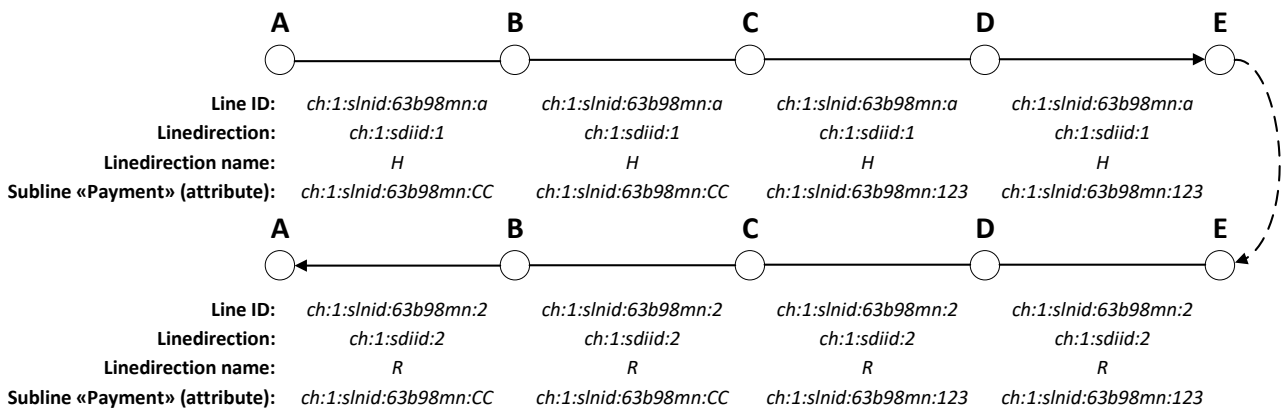 A B C D E
Line ID: ch:1:slnid:63b98mn:a ch:1:slnid:63b98mn:a ch:1:slnid:63b98mn:a ch:1:slnid:63b98mn:a
Linedirection: ch:1:sdiid:1 ch:1:sdiid:1 ch:1:sdiid:1 ch:1:sdiid:1
Linedirection name: H H H H
Subline «Payment» (attribute): ch:1:slnid:63b98mn:CC ch:1:slnid:63b98mn:CC ch:1:slnid:63b98mn:123 ch:1:slnid:63b98mn:123
A B C D E
Line ID: ch:1:slnid:63b98mn:2 ch:1:slnid:63b98mn:2 ch:1:slnid:63b98mn:2 ch:1:slnid:63b98mn:2
Linedirection: ch:1:sdiid:2 ch:1:sdiid:2 ch:1:sdiid:2 ch:1:sdiid:2
Linedirection name: R R R R
Subline «Payment» (attribute): ch:1:slnid:63b98mn:CC ch:1:slnid:63b98mn:CC ch:1:slnid:63b98mn:123 ch:1:slnid:63b98mn:123